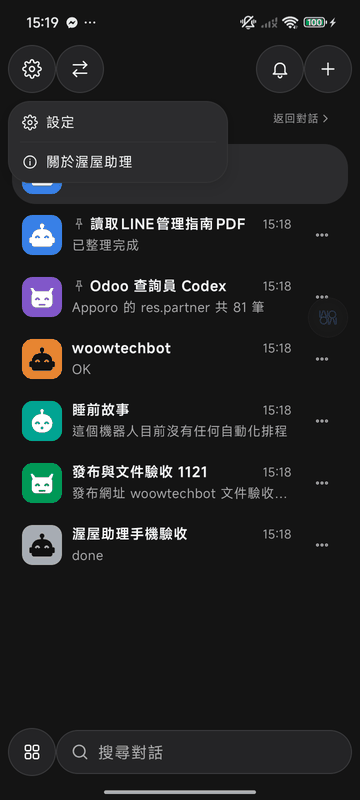 15:19
100
設定
返回對話
關於渥屋助理
讀取LINE管理指南PDF 15:18
已整理完成
Odoo 查詢員 Codex 15:18
Apporo 的 res.partner 共 81 筆
woowtechbot 15:18
OK
睡前故事 15:18
這個機器人目前沒有任何自動化排程
發布與文件驗收 1121 15:18
發布網址 woowtechbot 文件驗收...
渥屋助理手機驗收 15:18
done
搜尋對話